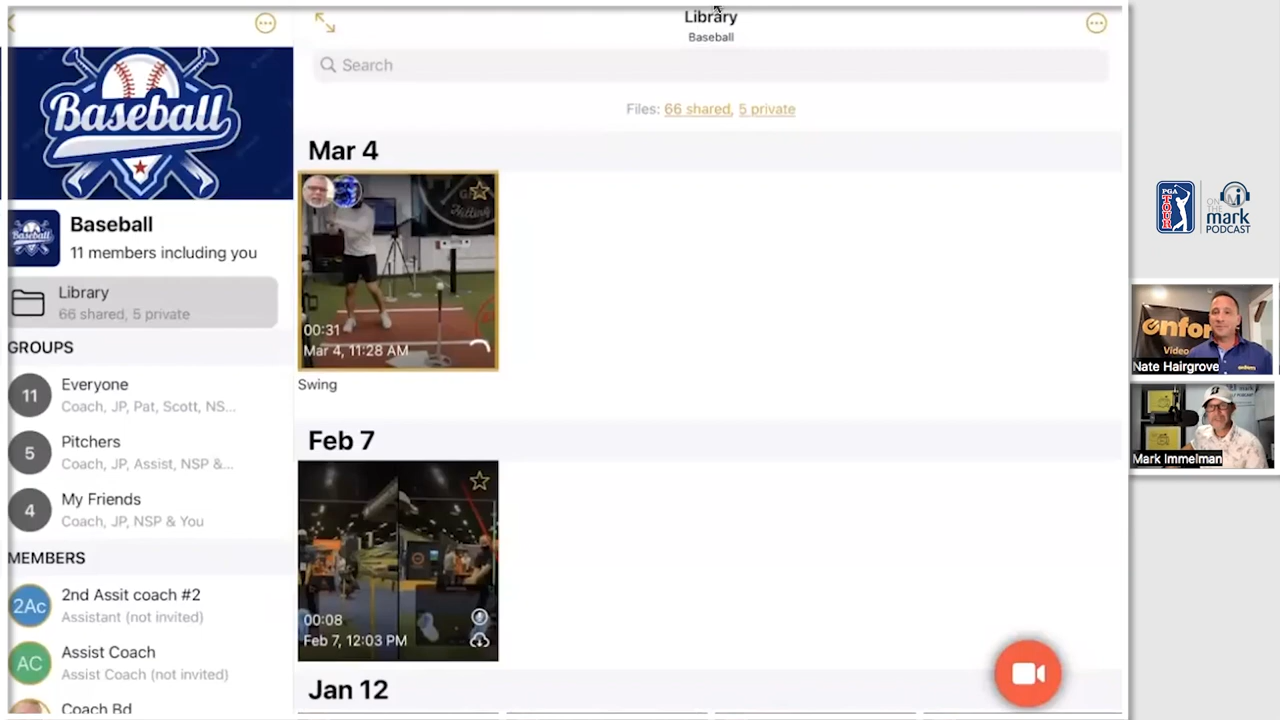 Baseball
Baseball
11 members including you
Library
66 shared, 5 private
GROUPS
11
Everyone
Coach, JP, Pat, Scott, NS...
5
Pitchers
Coach, JP, Assist, NSP &...
4
My Friends
Coach, JP, NSP & You
MEMBERS
2Ac
2nd Assit coach #2
Assistant (not invited)
AC
Assist Coach
Assist Coach (not invited)
Coach Bd
Library
Baseball
Search
Files: 66 shared, 5 private
Mar 4
Hitting
00:31
Mar 4, 11:28 AM
Swing
Feb 7
00:08
Feb 7, 12:03 PM
Jan 12
PGA
TOUR
ON
THE
mark
PODCAST
onfor
Video
Nate Hairgrove
Mark Immelman